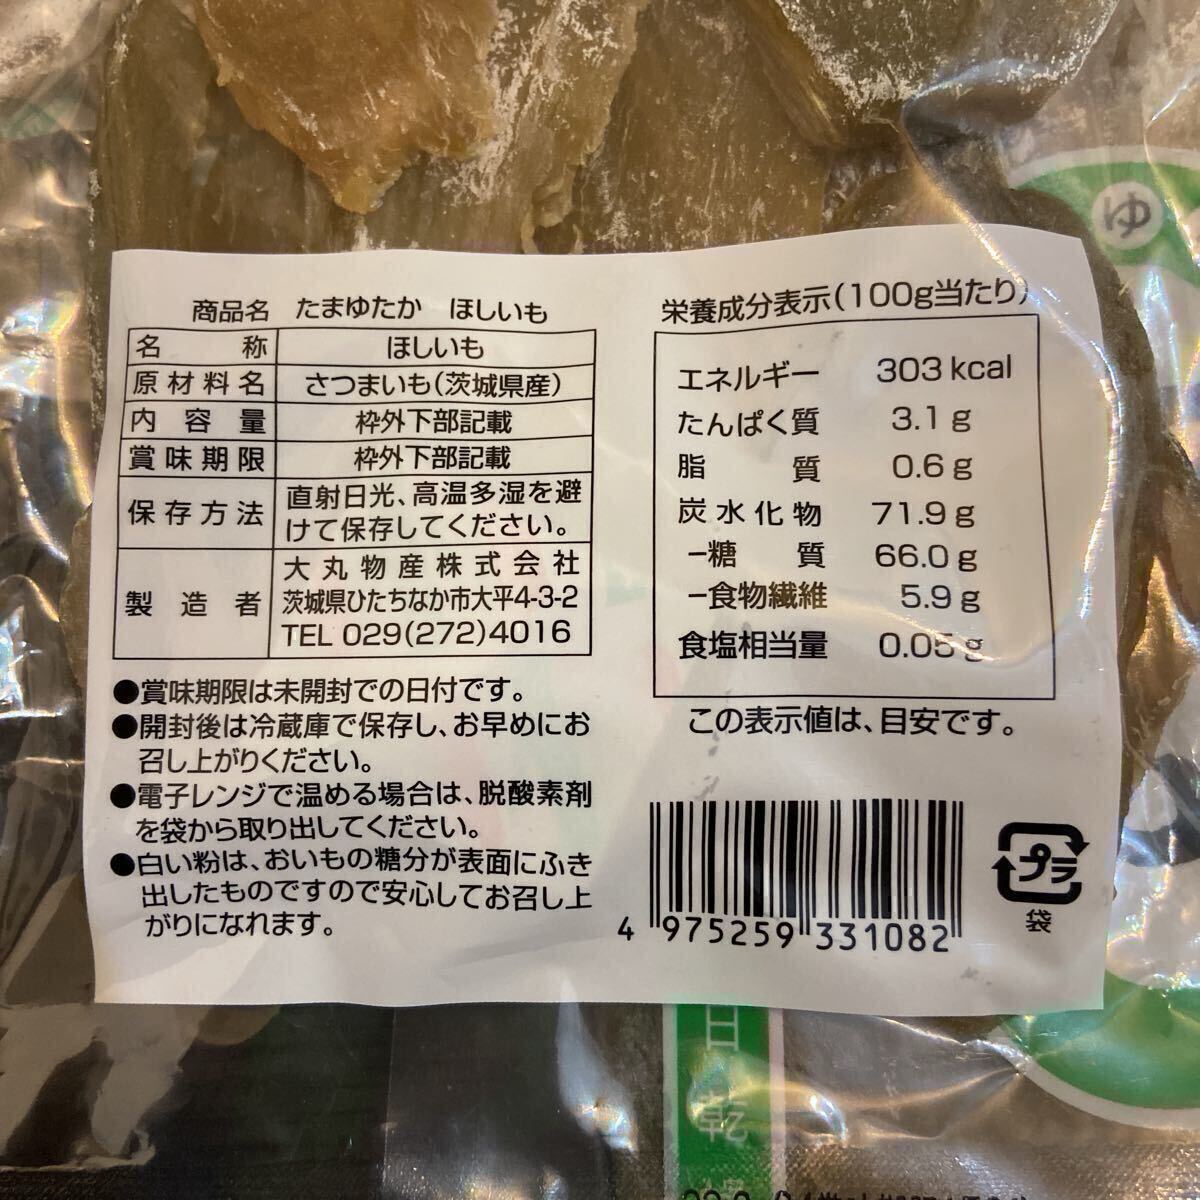 ゆ
商品名 たまゆたか ほしいも
名称 ほしいも
原材料名 さつまいも(茨城県産)
内容量 枠外下部記載
賞味期限 枠外下部記載
保存方法 直射日光、高温多湿を避
けて保存してください。
製造者 大丸物産株式会社
茨城県ひたちなか市大平4-3-2
TEL 029(272)4016
●賞味期限は未開封での日付です。
●開封後は冷蔵庫で保存し、お早めにお
召し上がりください。
●電子レンジで温める場合は、脱酸素剤
を袋から取り出してください。
●白い粉は、おいもの糖分が表面にふき
出したものですので安心してお召し上
がりになれます。
栄養成分表示(100g当たり)
エネルギー 303kcal
たんぱく質 3.1g
脂質 0.6g
炭水化物 71.9g
-糖質 66.0g
-食物繊維 5.9g
食塩相当量 0.05g
この表示値は、目安です。
4 975259 331082
プラ
袋
日
乾